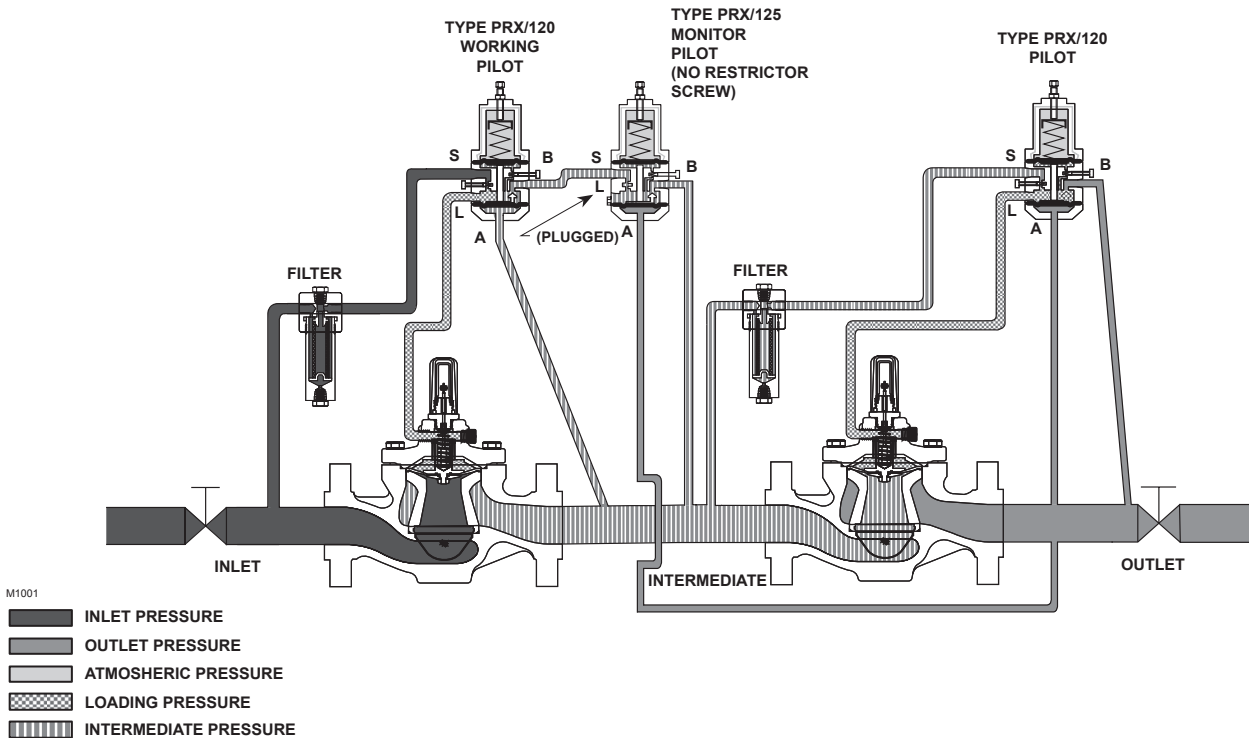 TYPE PRX/120
WORKING
PILOT
TYPE PRX/125
MONITOR
PILOT
(NO RESTRICTOR
SCREW)
TYPE PRX/120
PILOT
S
B
L
A
S
B
L
A
(PLUGGED)
S
B
L
A
FILTER
FILTER
INLET
INTERMEDIATE
OUTLET
M1001
INLET PRESSURE
OUTLET PRESSURE
ATMOSHERIC PRESSURE
LOADING PRESSURE
INTERMEDIATE PRESSURE